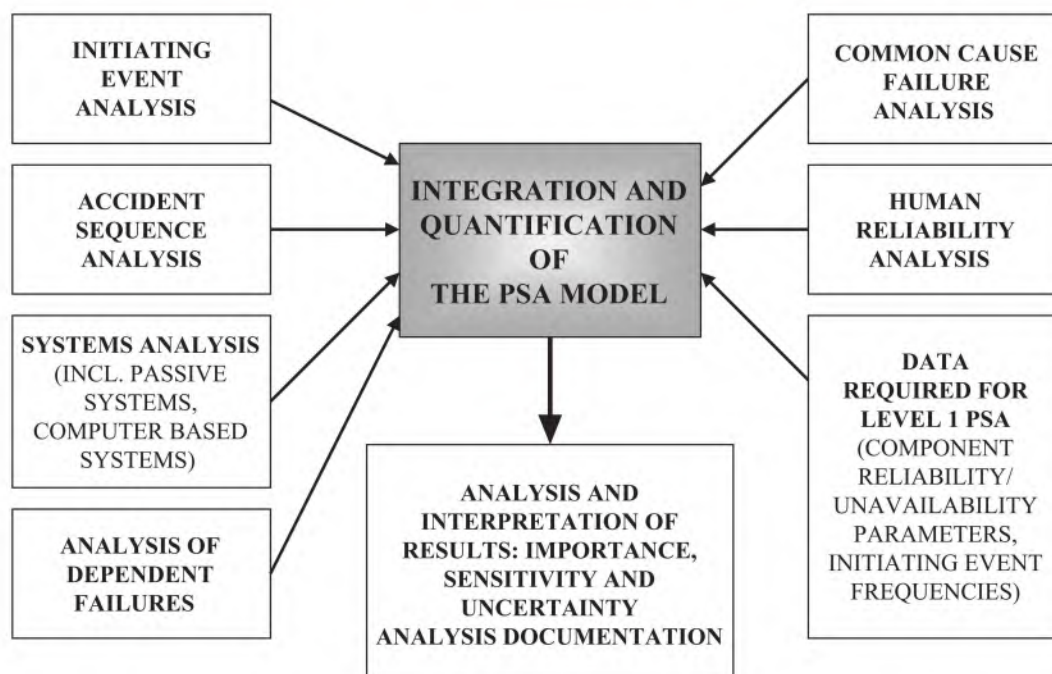 INITIATING
EVENT
ANALYSIS
ACCIDENT
SEQUENCE
ANALYSIS
SYSTEMS ANALYSIS
(INCL. PASSIVE
SYSTEMS,
COMPUTER BASED
SYSTEMS)
ANALYSIS OF
DEPENDENT
FAILURES
INTEGRATION AND
QUANTIFICATION
OF
THE PSA MODEL
ANALYSIS AND
INTERPRETATION OF
RESULTS: IMPORTANCE,
SENSITIVITY AND
UNCERTAINTY
ANALYSIS DOCUMENTATION
COMMON CAUSE
FAILURE
ANALYSIS
HUMAN
RELIABILITY
ANALYSIS
DATA
REQUIRED FOR
LEVEL 1 PSA
(COMPONENT
RELIABILITY/
UNAVAILABILITY
PARAMETERS,
INITIATING EVENT
FREQUENCIES)